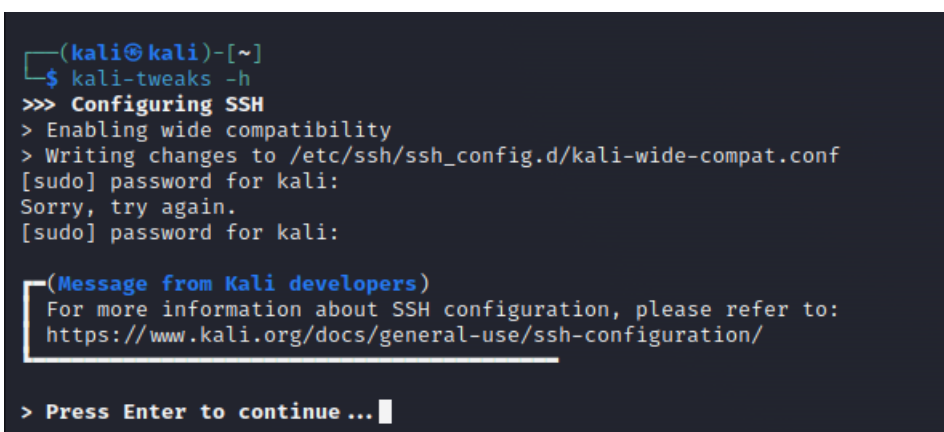 ┌──(kali㉿kali)-[~]
└─$ kali-tweaks -h
>>> Configuring SSH
> Enabling wide compatibility
> Writing changes to /etc/ssh/ssh_config.d/kali-wide-compat.conf
[sudo] password for kali:
Sorry, try again.
[sudo] password for kali:
┏━(Message from Kali developers)
┃ For more information about SSH configuration, please refer to:
┃ https://www.kali.org/docs/general-use/ssh-configuration/
> Press Enter to continue...